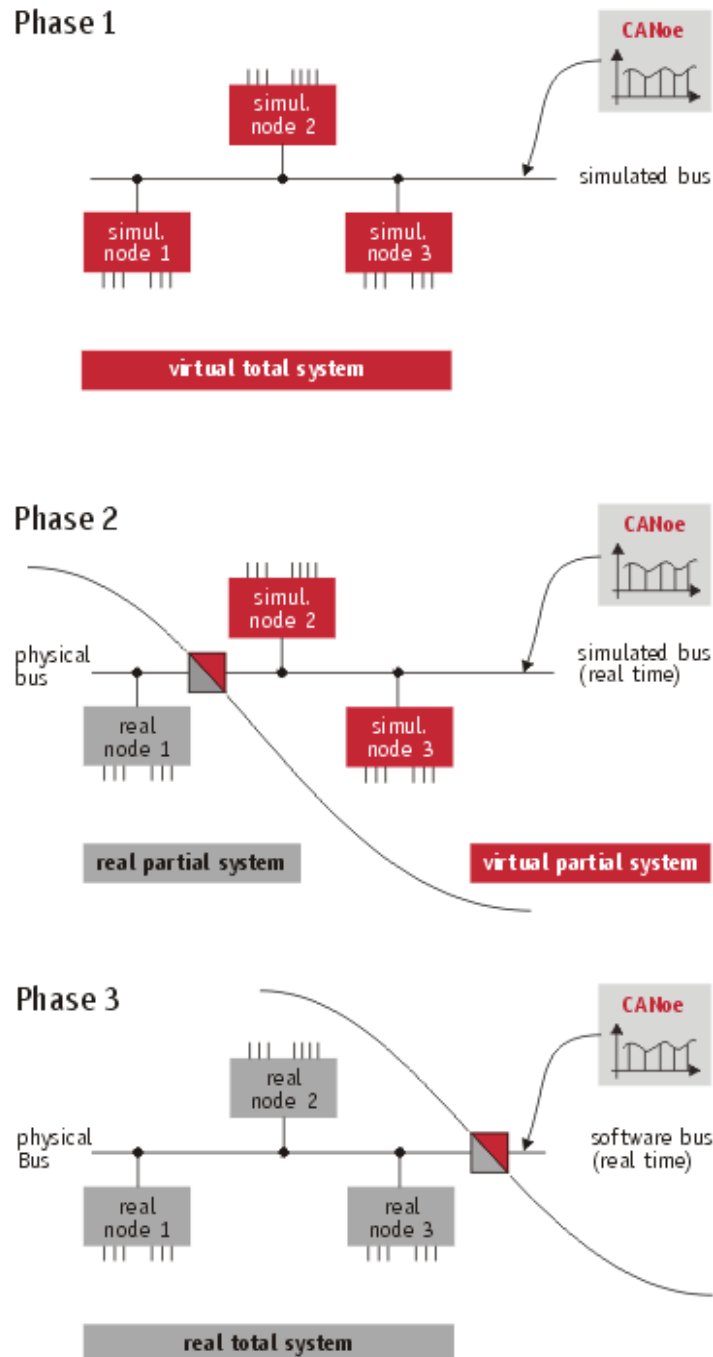 Phase 1
CANoe
simul.
node 2
simulated bus
simul.
node 1
simul.
node 3
virtual total system
Phase 2
CANoe
simul.
node 2
physical
bus
simulated bus
(real time)
real
node 1
simul.
node 3
real partial system
virtual partial system
Phase 3
CANoe
real
node 2
physical
Bus
software bus
(real time)
real
node 1
real
node 3
real total system